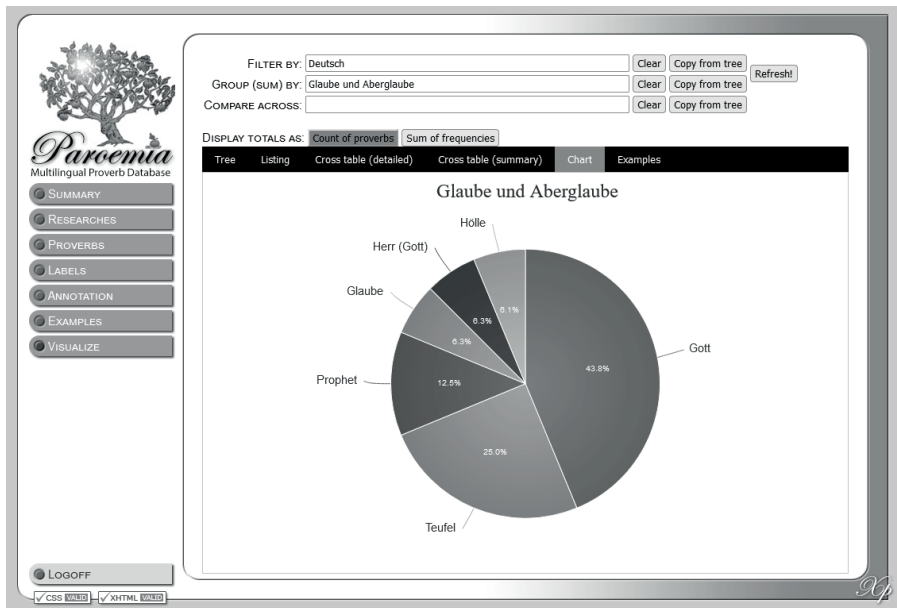 Paroemia
Multilingual Proverb Database
SUMMARY
RESEARCHES
PROVERBS
LABELS
ANNOTATION
EXAMPLES
VISUALIZE
LOGOFF
CSS VALID XHTML VALID
FILTER BY: Deutsch Clear Copy from tree
GROUP (SUM) BY: Glaube und Aberglaube Clear Copy from tree Refresh!
COMPARE ACROSS: Clear Copy from tree
DISPLAY TOTALS AS: Count of proverbs Sum of frequencies
Tree Listing Cross table (detailed) Cross table (summary) Chart Examples
Glaube und Aberglaube
Hölle
Herr (Gott)
Glaube
Prophet
Teufel
Gott
6.1%
6.3%
6.3%
12.5%
25.0%
43.8%
Xp